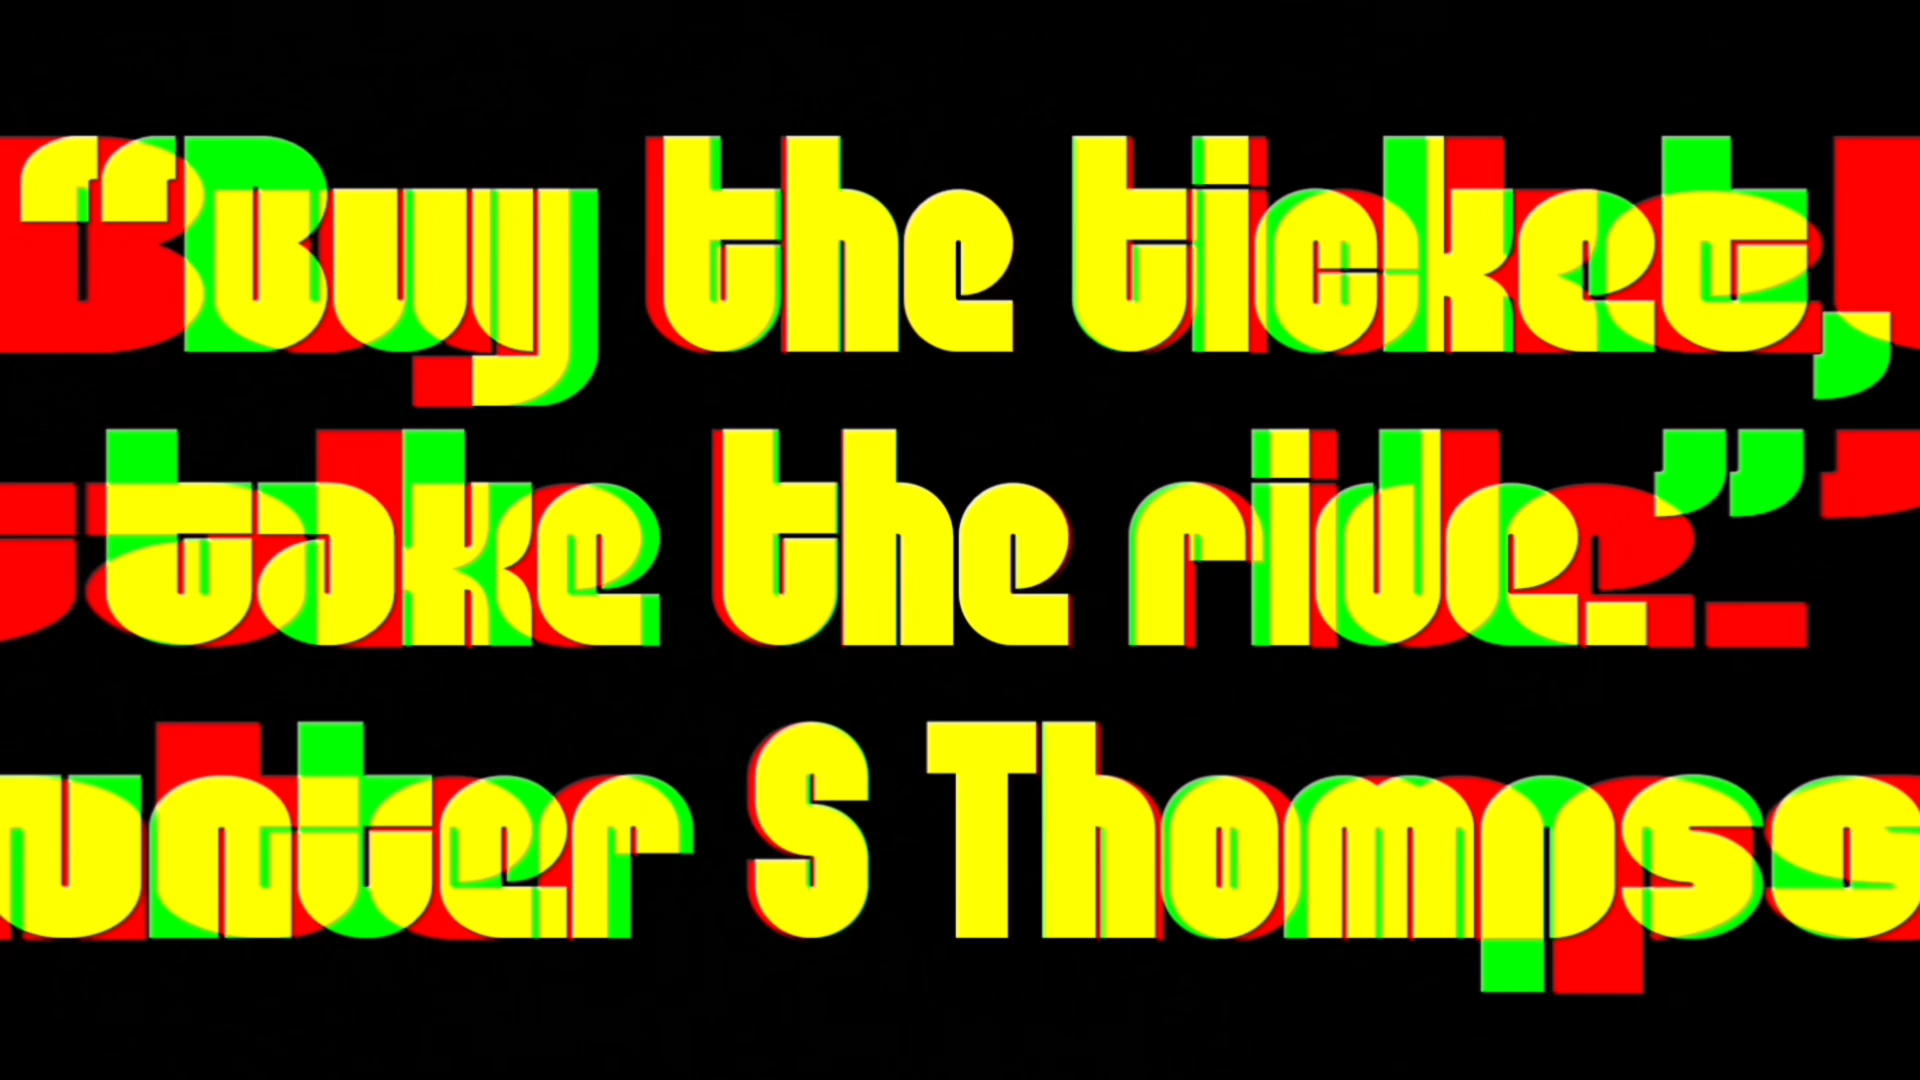 “Buy the ticket,
take the ride.”
unter S Thomps